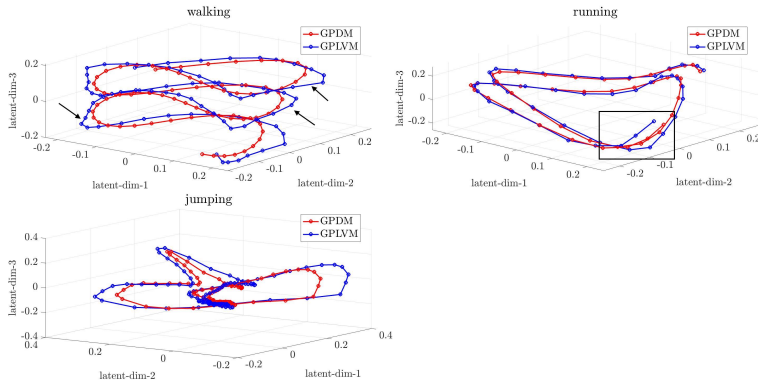 walking
GPDM
GPLVM
0.2
0
-0.2
latent-dim-3
-0.2
-0.1
0
0.1
0.2
latent-dim-1
-0.2
-0.1
0
0.1
0.2
latent-dim-2
running
GPDM
GPLVM
0.2
0
-0.2
latent-dim-3
-0.2
-0.1
0
0.1
0.2
latent-dim-1
-0.2
-0.1
0
0.1
0.2
latent-dim-2
jumping
GPDM
GPLVM
0.4
0.2
0
-0.2
-0.4
latent-dim-3
0.4
0.2
0
-0.2
latent-dim-2
-0.2
0
0.2
0.4
latent-dim-1